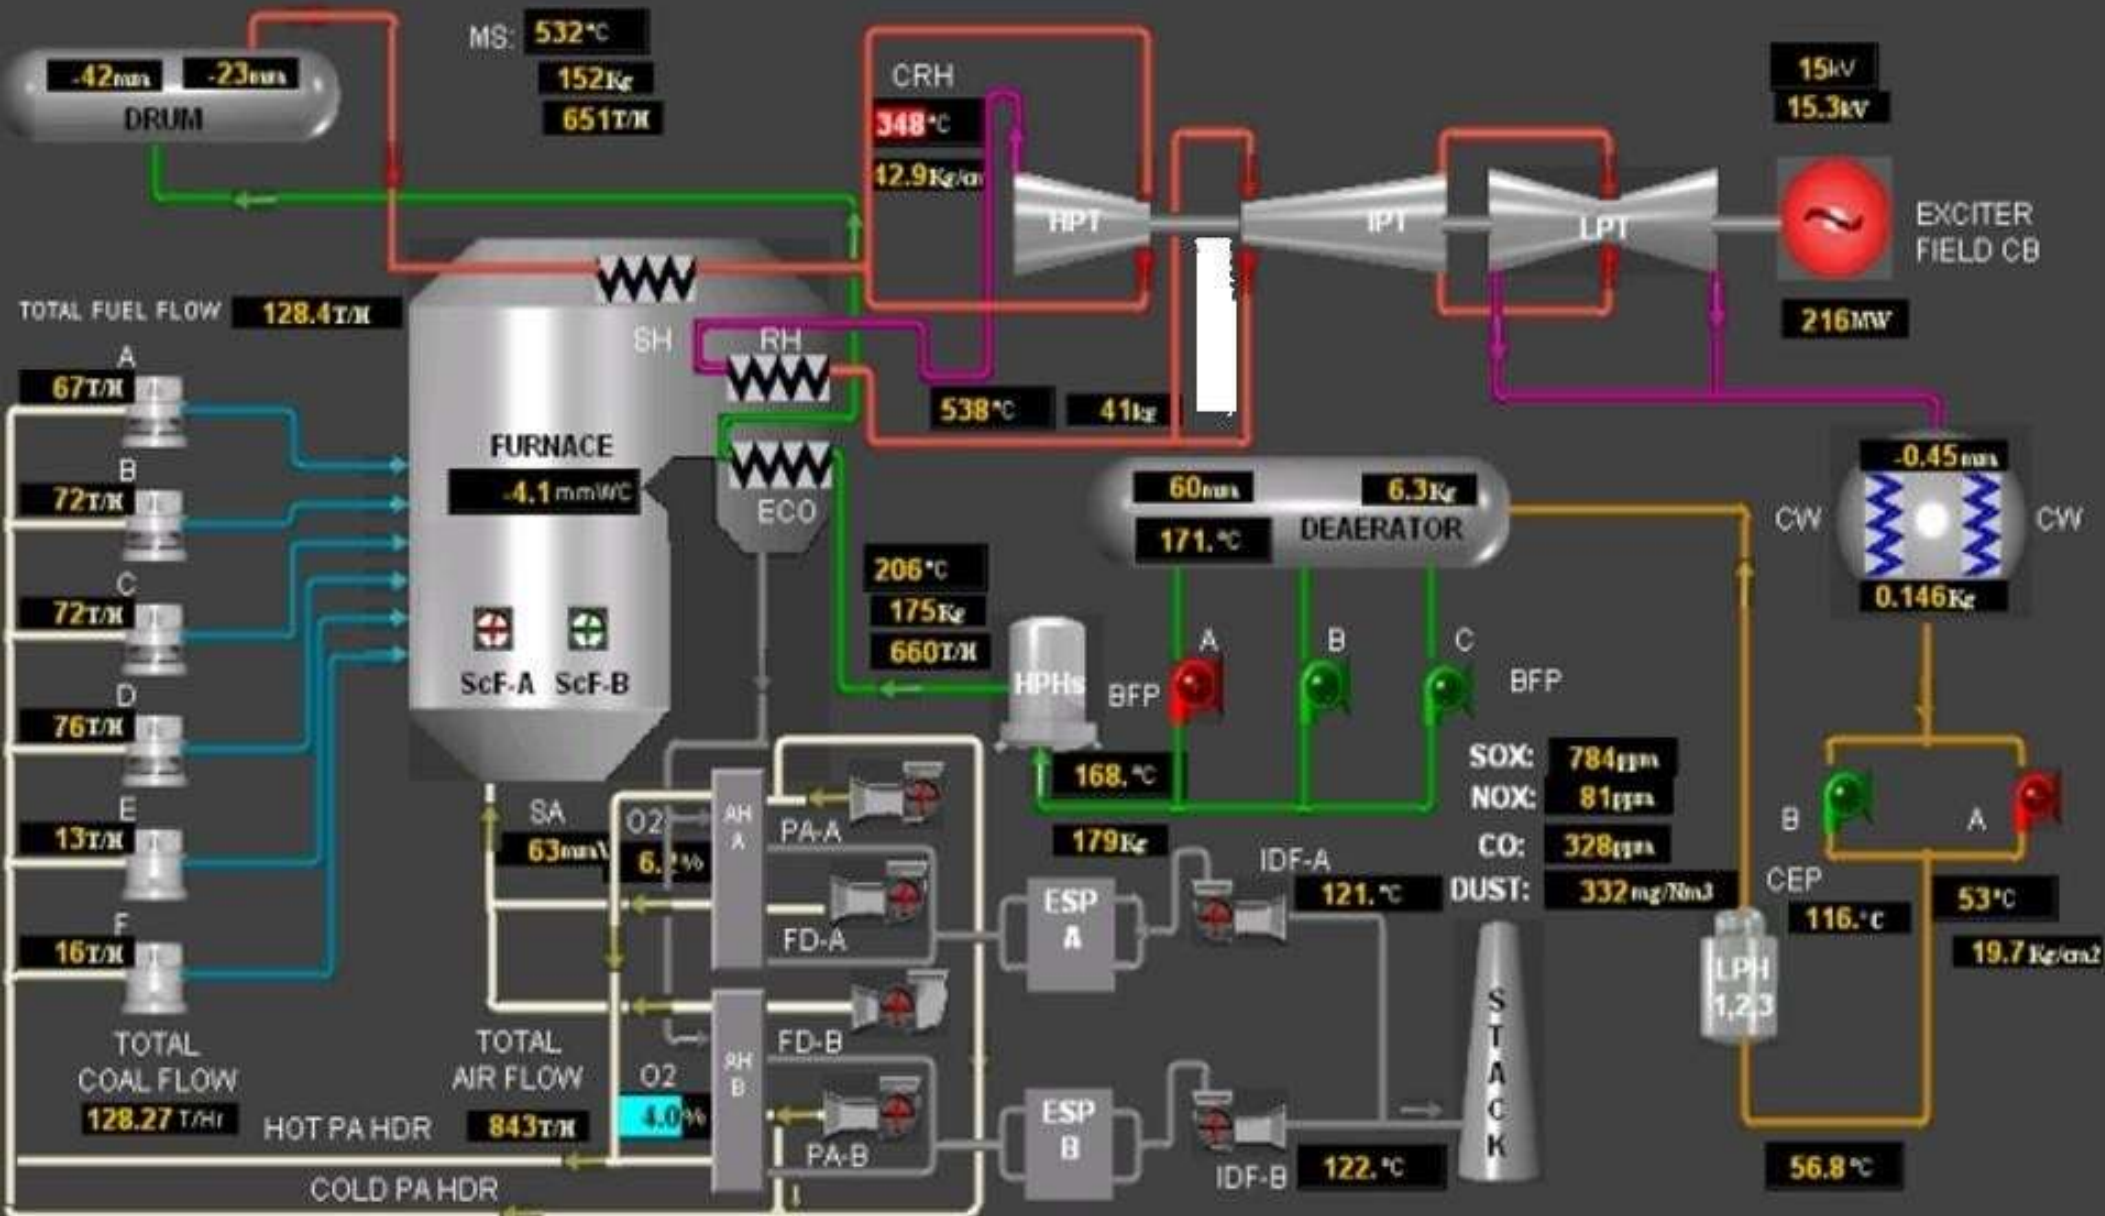 MS: 532°C
152Kg
651T/H
-42mm
-23mm
DRUM
CRH
348°C
42.9Kg/cm
15kV
15.3kV
HPT
IPT
LPT
EXCITER
FIELD CB
216MW
TOTAL FUEL FLOW 128.4T/H
SH
RH
538°C
41kg
A
67T/H
B
72T/H
C
72T/H
D
76T/H
E
13T/H
F
16T/H
FURNACE
-4.1mmWC
ECO
ScF-A
ScF-B
60mm
6.3Kg
171.°C
DEAERATOR
-0.45mm
CW
CW
0.146Kg
206°C
175Kg
660T/H
HPHs
BFP
A
B
C
BFP
168.°C
179Kg
SOX: 784ppm
NOX: 81ppm
CO: 328ppm
DUST: 332mg/Nm3
B
A
CEP
53°C
116.°C
19.7Kg/cm2
LPH
1,2,3
56.8°C
SA
63mm
O2
%
AH
A
PA-A
FD-A
ESP
A
IDF-A
121.°C
FD-B
AH
B
PA-B
ESP
B
IDF-B
122.°C
STACK
O2
4.0%
TOTAL
COAL FLOW
128.27 T/Hr
TOTAL
AIR FLOW
843T/H
HOT PA HDR
COLD PA HDR